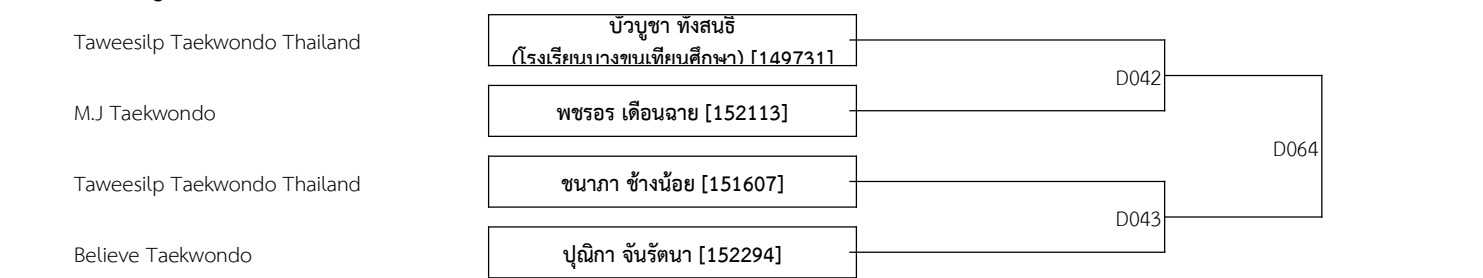 Taweesilp Taekwondo Thailand
บัวบูชา ทั่งสนธิ์
(โรงเรียนบางขุนเทียนศึกษา) [149731]
D042
M.J Taekwondo
พชรอร เดือนฉาย [152113]
D064
Taweesilp Taekwondo Thailand
ชนาภา ช้างน้อย [151607]
D043
Believe Taekwondo
ปุณิกา จันรัตนา [152294]